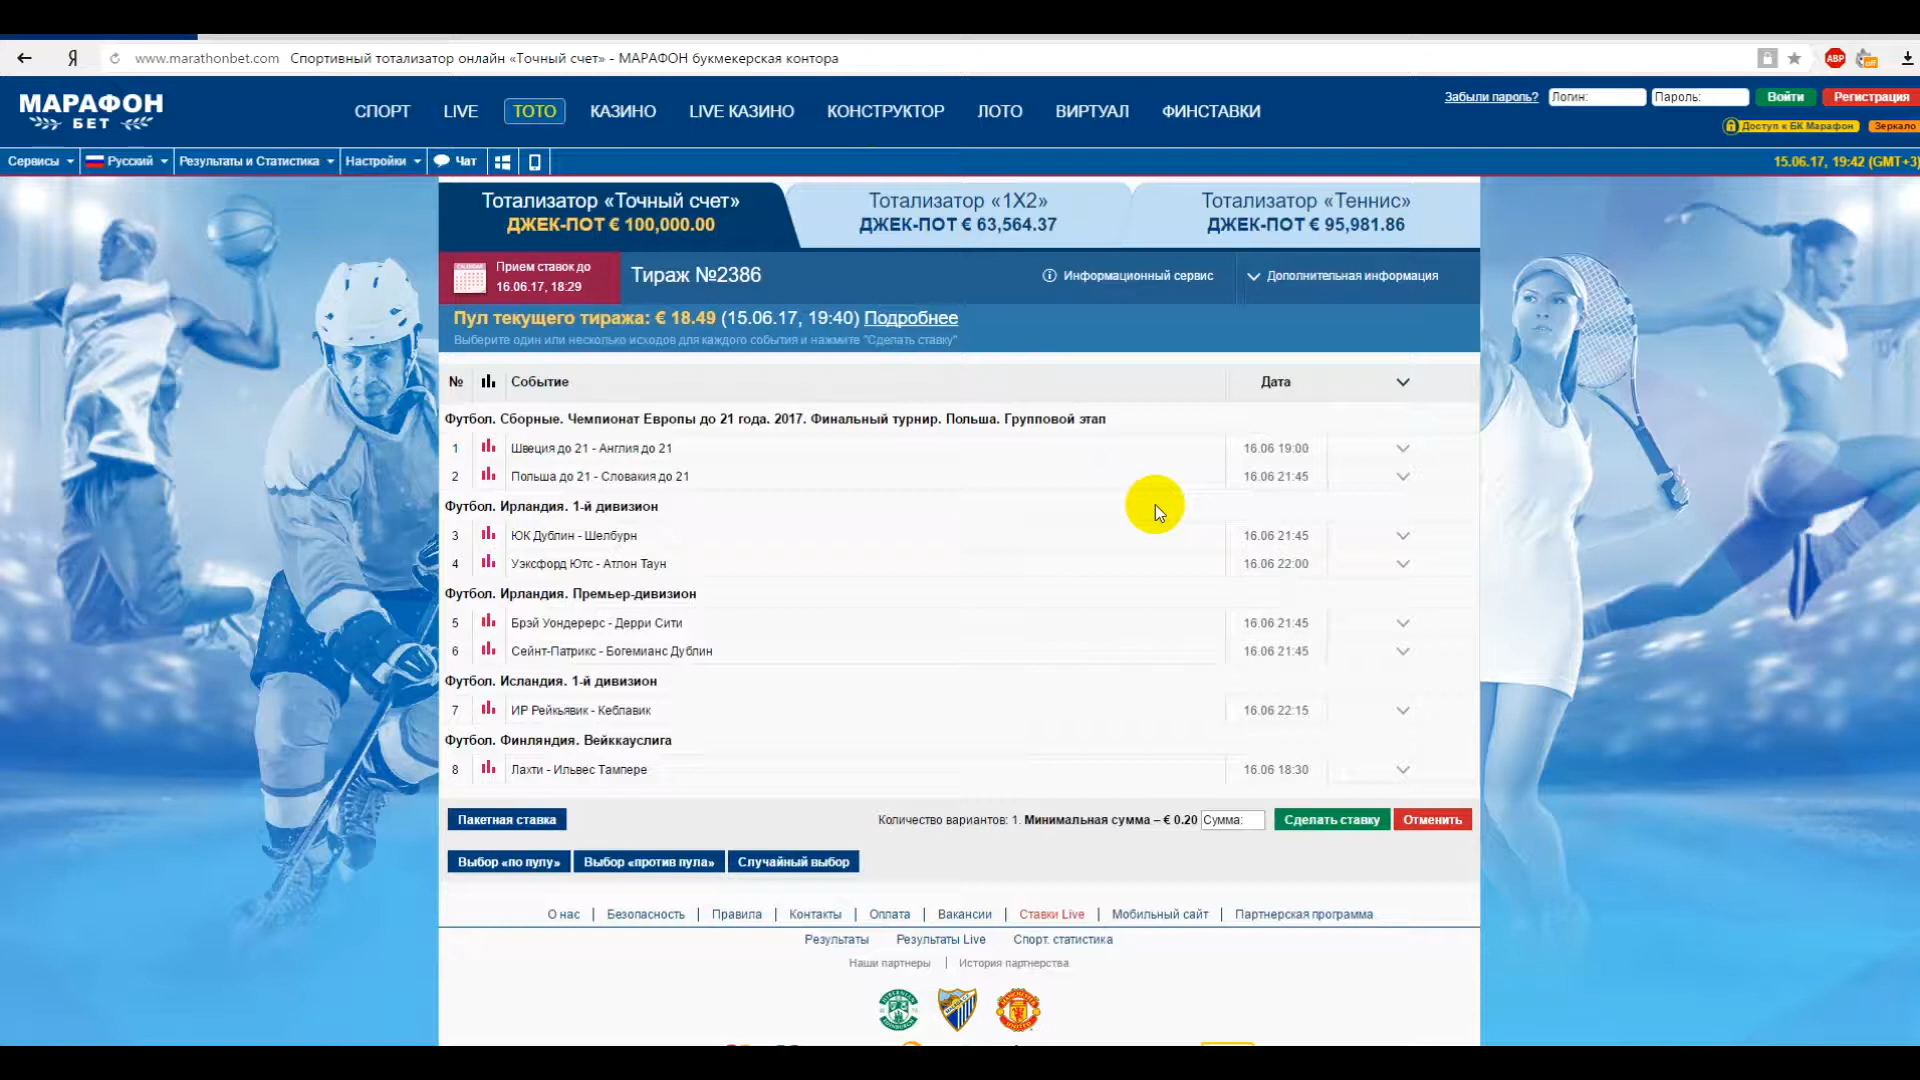 www.marathonbet.com Спортивный тотализатор онлайн «Точный счет» - МАРАФОН букмекерская контора
ABP
off
МАРАФОН
БЕТ
СПОРТ LIVE ТОТО КАЗИНО LIVE КАЗИНО КОНСТРУКТОР ЛОТО ВИРТУАЛ ФИНСТАВКИ
Забыли пароль? Логин: Пароль: Войти Регистрация
Доступ к БК Марафон Зеркало
Сервисы Русский Результаты и Статистика Настройки Чат 15.06.17, 19:42 (GMT+3)
Тотализатор «Точный счет» Тотализатор «1X2» Тотализатор «Теннис»
ДЖЕК-ПОТ € 100,000.00 ДЖЕК-ПОТ € 63,564.37 ДЖЕК-ПОТ € 95,981.86
Прием ставок до
16.06.17, 18:29
Тираж №2386 Информационный сервис Дополнительная информация
Пул текущего тиража: € 18.49 (15.06.17, 19:40) Подробнее
Выберите один или несколько исходов для каждого события и нажмите "Сделать ставку"
№ Событие Дата
Футбол. Сборные. Чемпионат Европы до 21 года. 2017. Финальный турнир. Польша. Групповой этап
1 Швеция до 21 - Англия до 21 16.06 19:00
2 Польша до 21 - Словакия до 21 16.06 21:45
Футбол. Ирландия. 1-й дивизион
3 ЮК Дублин - Шелбурн 16.06 21:45
4 Уэксфорд Ютс - Атлон Таун 16.06 22:00
Футбол. Ирландия. Премьер-дивизион
5 Брэй Уондерерс - Дерри Сити 16.06 21:45
6 Сейнт-Патрикс - Богемианс Дублин 16.06 21:45
Футбол. Исландия. 1-й дивизион
7 ИР Рейкьявик - Кеблавик 16.06 22:15
Футбол. Финляндия. Вейккауслига
8 Лахти - Ильвес Тампере 16.06 18:30
Пакетная ставка Количество вариантов: 1. Минимальная сумма – € 0.20 Сумма: Сделать ставку Отменить
Выбор «по пулу» Выбор «против пула» Случайный выбор
О нас | Безопасность | Правила | Контакты | Оплата | Вакансии | Ставки Live | Мобильный сайт | Партнерская программа
Результаты Результаты Live Спорт. статистика
Наши партнеры | История партнерства